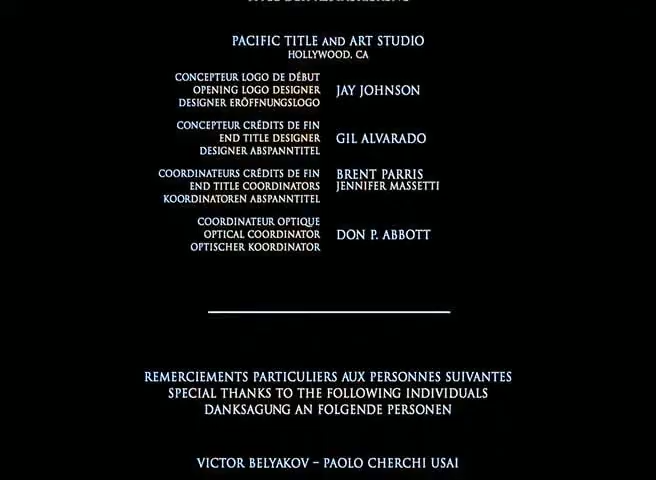 PACIFIC TITLE AND ART STUDIO
HOLLYWOOD, CA
CONCEPTEUR LOGO DE DÉBUT
OPENING LOGO DESIGNER
DESIGNER ERÖFFNUNGSLOGO
JAY JOHNSON
CONCEPTEUR CRÉDITS DE FIN
END TITLE DESIGNER
DESIGNER ABSPANNTITEL
GIL ALVARADO
COORDINATEURS CRÉDITS DE FIN
END TITLE COORDINATORS
KOORDINATOREN ABSPANNTITEL
BRENT PARRIS
JENNIFER MASSETTI
COORDINATEUR OPTIQUE
OPTICAL COORDINATOR
OPTISCHER KOORDINATOR
DON P. ABBOTT
REMERCIEMENTS PARTICULIERS AUX PERSONNES SUIVANTES
SPECIAL THANKS TO THE FOLLOWING INDIVIDUALS
DANKSAGUNG AN FOLGENDE PERSONEN
VICTOR BELYAKOV – PAOLO CHERCHI USAI